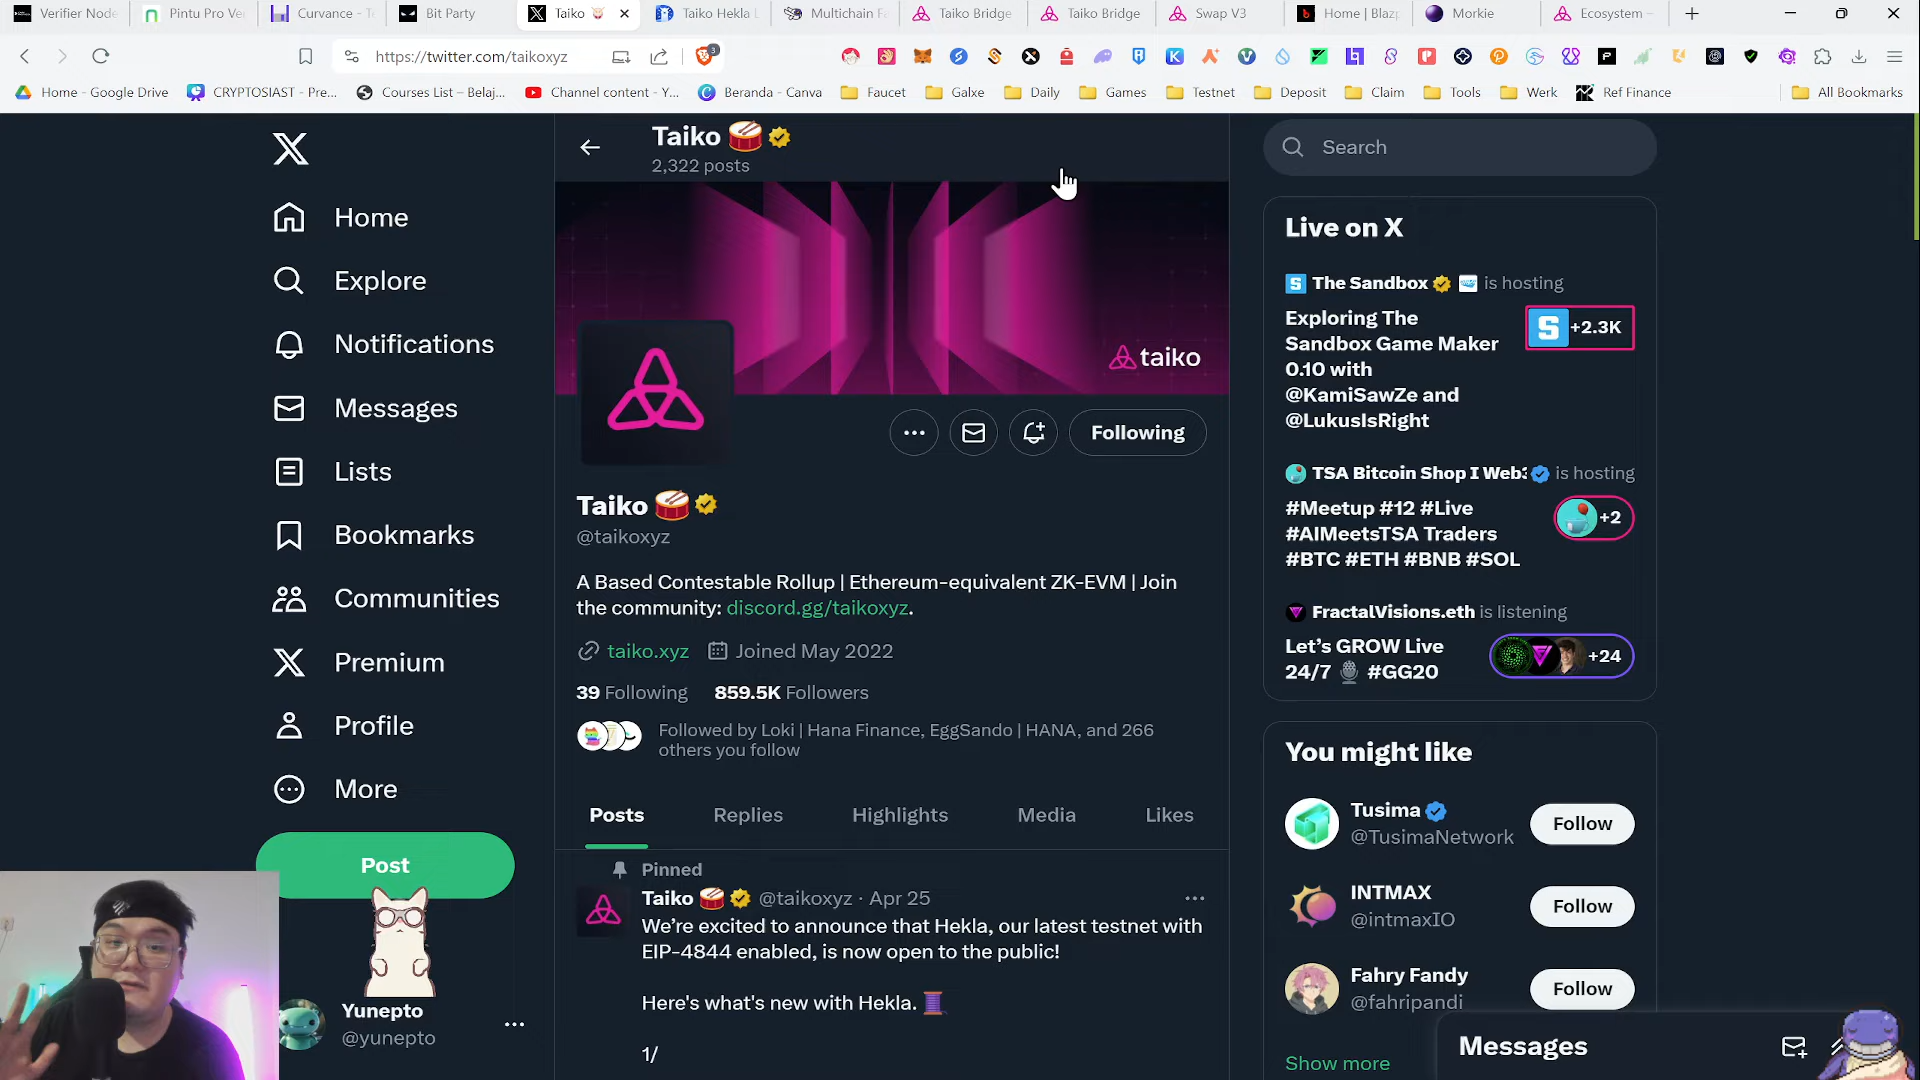 Verifier Node
Pintu Pro Ve
Curvance - T
Bit Party
Taiko
Taiko Hekla
Multichain F
Taiko Bridge
Taiko Bridge
Swap V3
Home | Blaz
Morkie
Ecosystem –
https://twitter.com/taikoxyz
3
Home - Google Drive
CRYPTOSIAST - Pre...
Courses List – Belaj...
Channel content - Y...
Beranda - Canva
Faucet
Galxe
Daily
Games
Testnet
Deposit
Claim
Tools
Werk
Ref Finance
All Bookmarks
Home
Explore
Notifications
Messages
Lists
Bookmarks
Communities
Premium
Profile
More
Post
Yunepto
@yunepto
Taiko 🥁
2,322 posts
taiko
Following
Taiko 🥁
@taikoxyz
A Based Contestable Rollup | Ethereum-equivalent ZK-EVM | Join
the community: discord.gg/taikoxyz.
taiko.xyz Joined May 2022
39 Following 859.5K Followers
Followed by Loki | Hana Finance, EggSando | HANA, and 266
others you follow
Posts Replies Highlights Media Likes
Pinned
Taiko 🥁 @taikoxyz · Apr 25
We’re excited to announce that Hekla, our latest testnet with
EIP-4844 enabled, is now open to the public!
Here's what's new with Hekla. 🧵
1/
Search
Live on X
The Sandbox is hosting
Exploring The
Sandbox Game Maker
0.10 with
@KamiSawZe and
@LukusIsRight
+2.3K
TSA Bitcoin Shop I Web3 is hosting
#Meetup #12 #Live
#AIMeetsTSA Traders
#BTC #ETH #BNB #SOL
+2
FractalVisions.eth is listening
Let’s GROW Live
24/7 🎙 #GG20
+24
You might like
Tusima
@TusimaNetwork
Follow
INTMAX
@intmaxIO
Follow
Fahry Fandy
@fahripandi
Follow
Show more
Messages